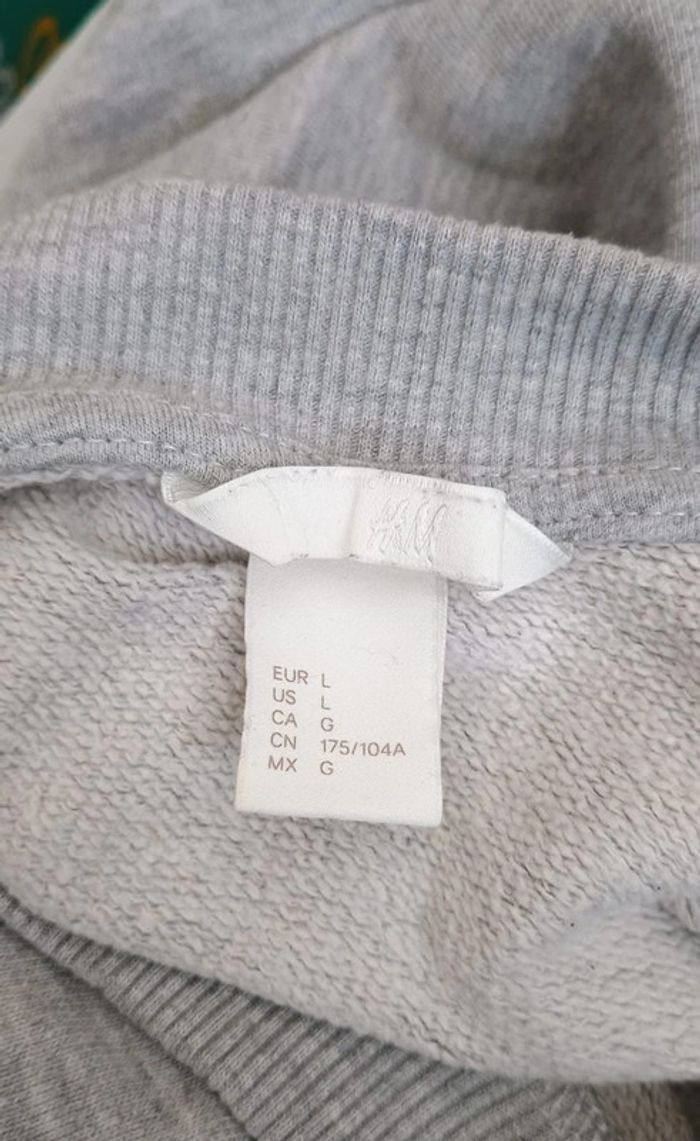 H&M
EUR L
US L
CA G
CN 175/104A
MX G